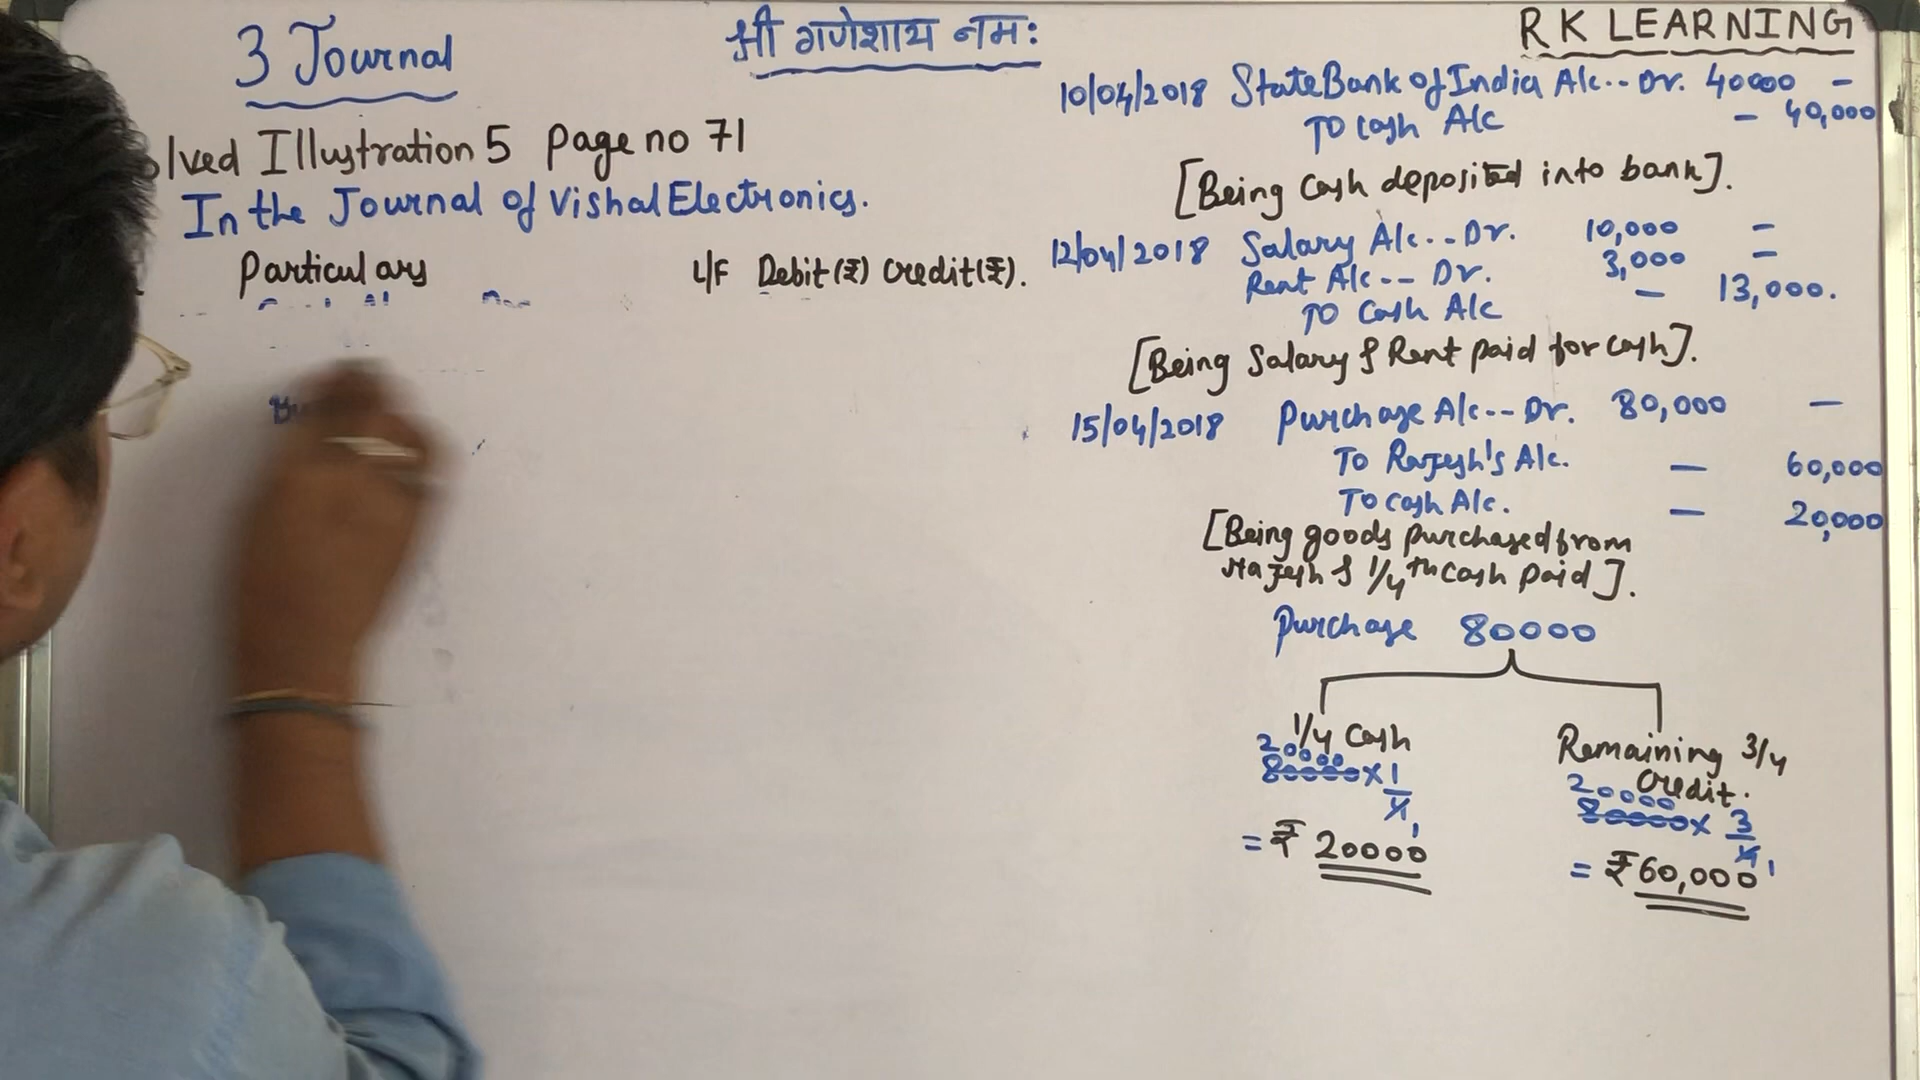 3 Journal
श्री गणेशाय नमः
RK LEARNING
lved Illustration 5 Page no 71
In the Journal of Vishal Electronics.
Particulars L/F Debit (₹) Credit (₹).
10/04/2018 State Bank of India A/c.. Dr. 40000 -
To Cash A/c - 40,000
[Being Cash deposited into bank].
12/04/2018 Salary A/c.. Dr. 10,000 -
Rent A/c.-- Dr. 3,000 -
To Cash A/c - 13,000.
[Being Salary & Rent paid for cash].
15/04/2018 Purchase A/c-- Dr. 80,000 -
To Rajesh's A/c. - 60,000
To cash A/c. - 20,000
[Being goods purchased from
Rajesh & 1/4th cash paid].
Purchase 80000
1/4 Cash
20000
80000 x 1/4 1
= ₹ 20000
Remaining 3/4
Credit.
20000
80000 x 3/4 1
= ₹ 60,000